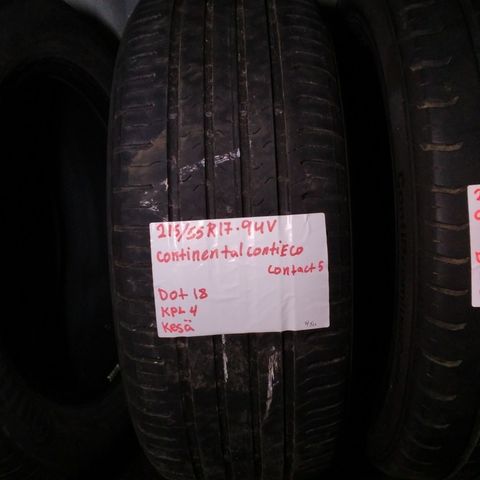 215/55R17.94V
continental contiEco
contact 5
Dot 18
KPL 4
Kesä